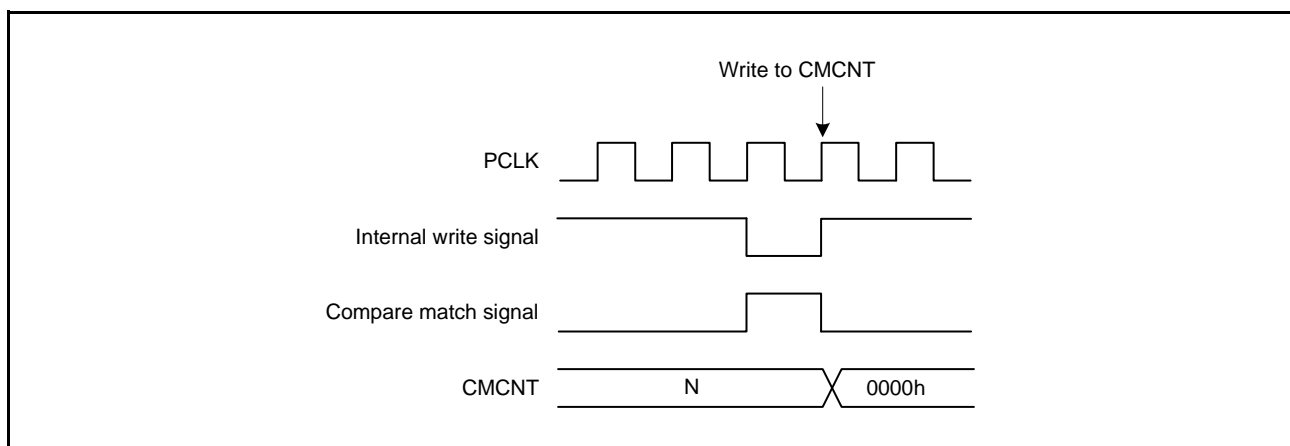 Write to CMCNT
PCLK
Internal write signal
Compare match signal
CMCNT N 0000h